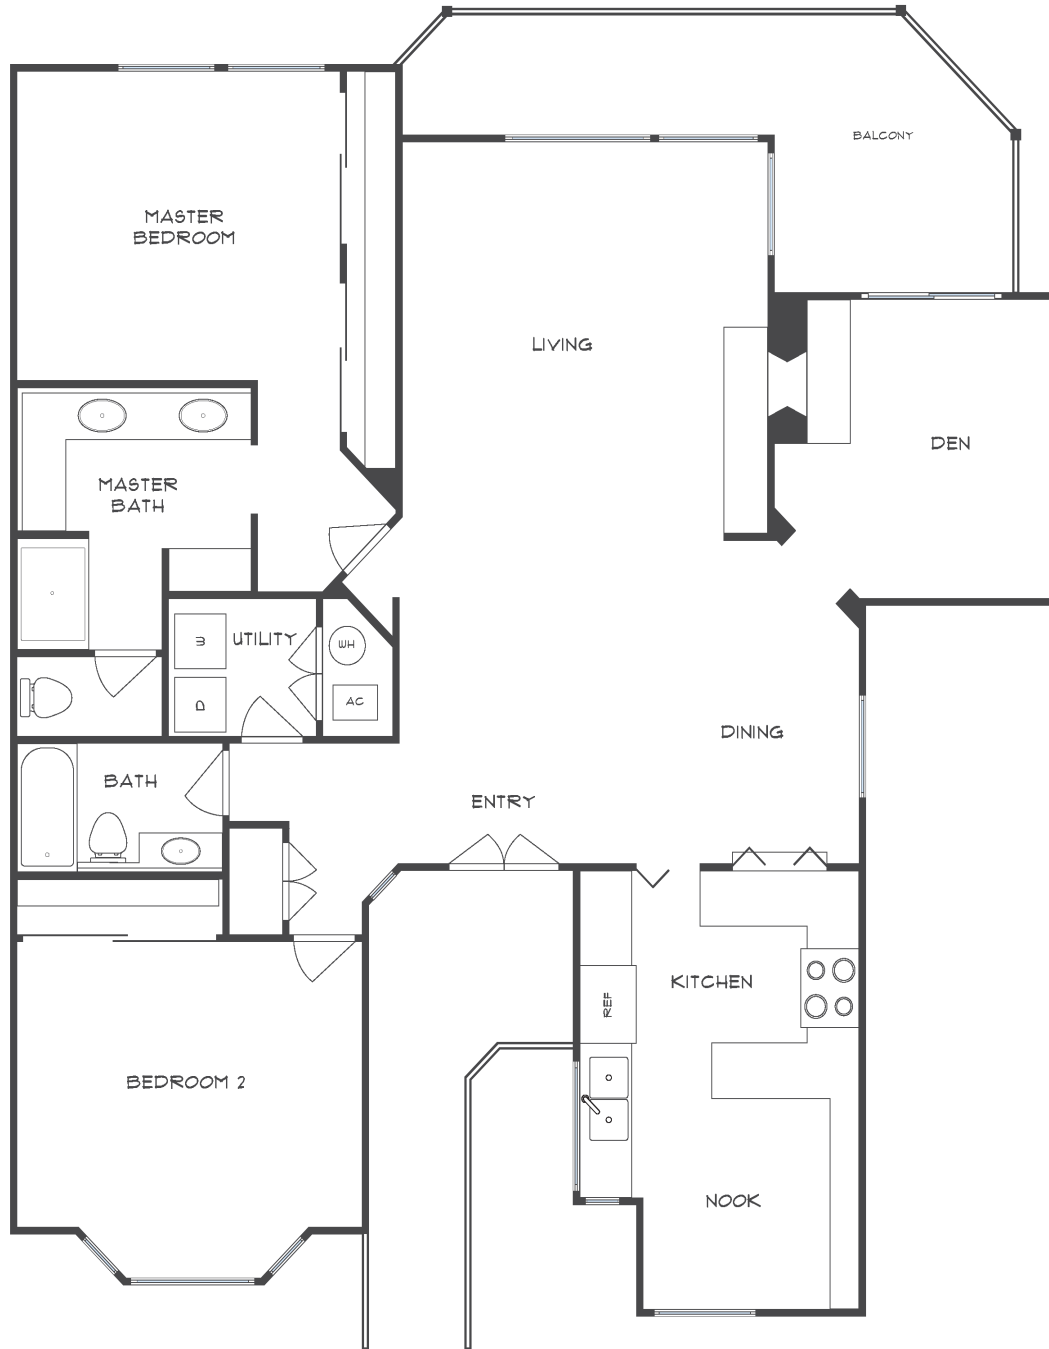 BALCONY
MASTER
BEDROOM
LIVING
DEN
MASTER
BATH
W
UTILITY
WH
D
AC
DINING
BATH
ENTRY
KITCHEN
REF
BEDROOM 2
NOOK